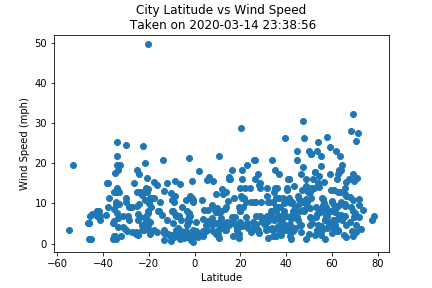 City Latitude vs Wind Speed
Taken on 2020-03-14 23:38:56
50
40
30
20
10
0
Wind Speed (mph)
−60 −40 −20 0 20 40 60 80
Latitude